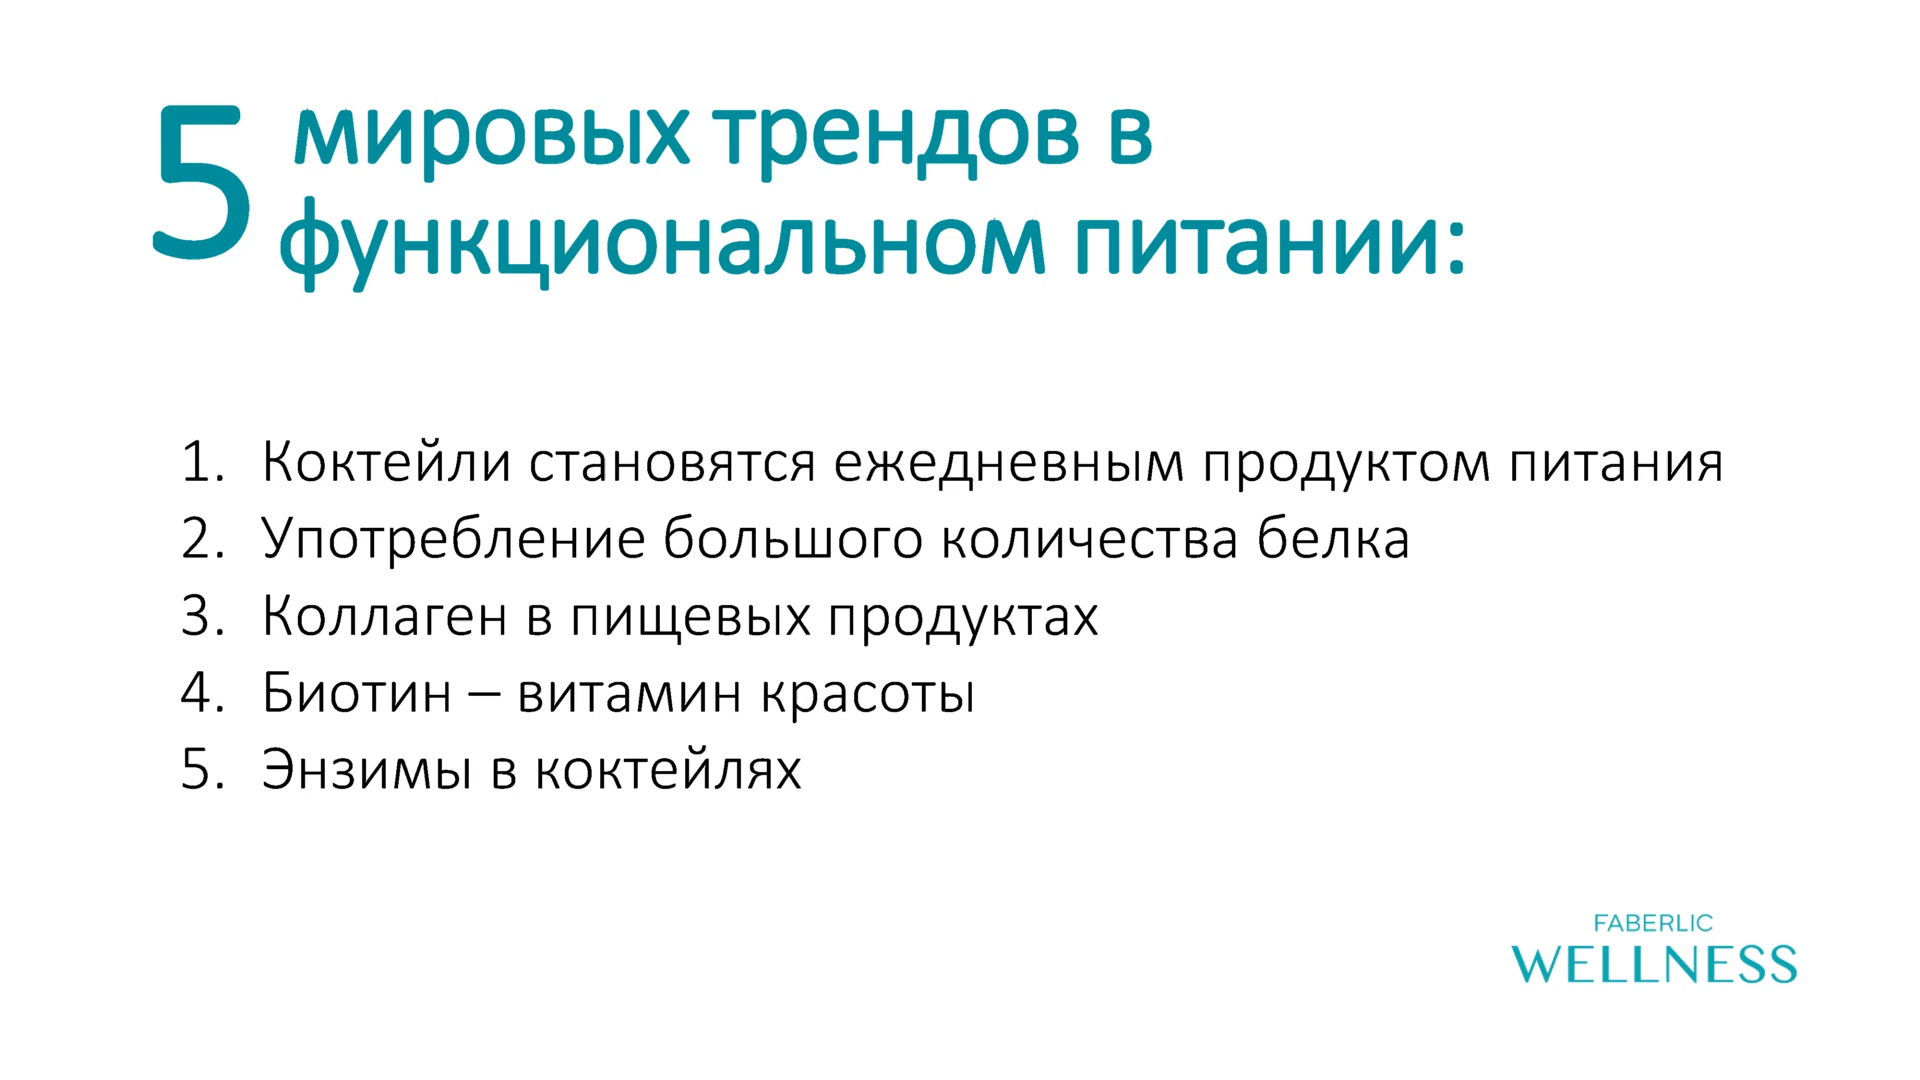 5 мировых трендов в
функциональном питании:
1. Коктейли становятся ежедневным продуктом питания
2. Употребление большого количества белка
3. Коллаген в пищевых продуктах
4. Биотин – витамин красоты
5. Энзимы в коктейлях
FABERLIC
WELLNESS